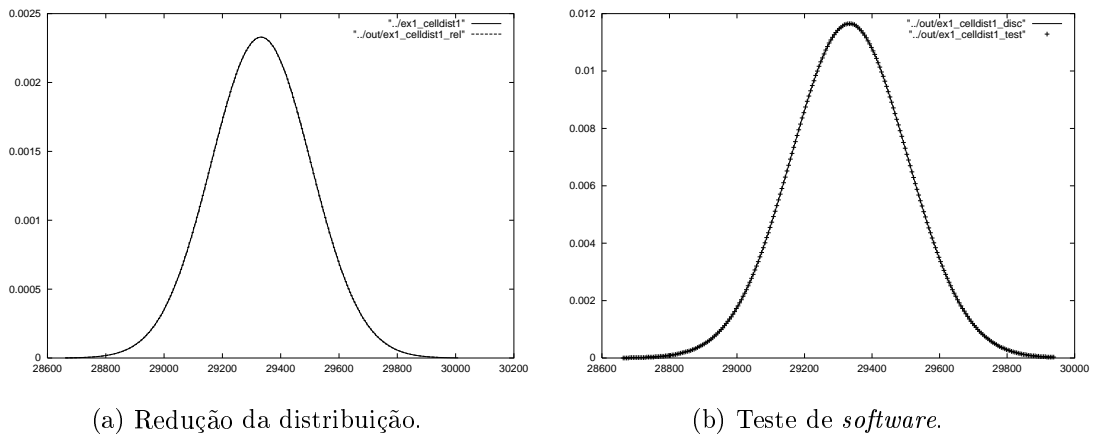 0.0025
"../ex1_celldist1"
"../out/ex1_celldist1_rel"
0.002
0.0015
0.001
0.0005
0
28600 28800 29000 29200 29400 29600 29800 30000 30200
(a) Redução da distribuição.
0.012
"../out/ex1_celldist1_disc"
"../out/ex1_celldist1_test"
0.01
0.008
0.006
0.004
0.002
0
28600 28800 29000 29200 29400 29600 29800 30000
(b) Teste de software.